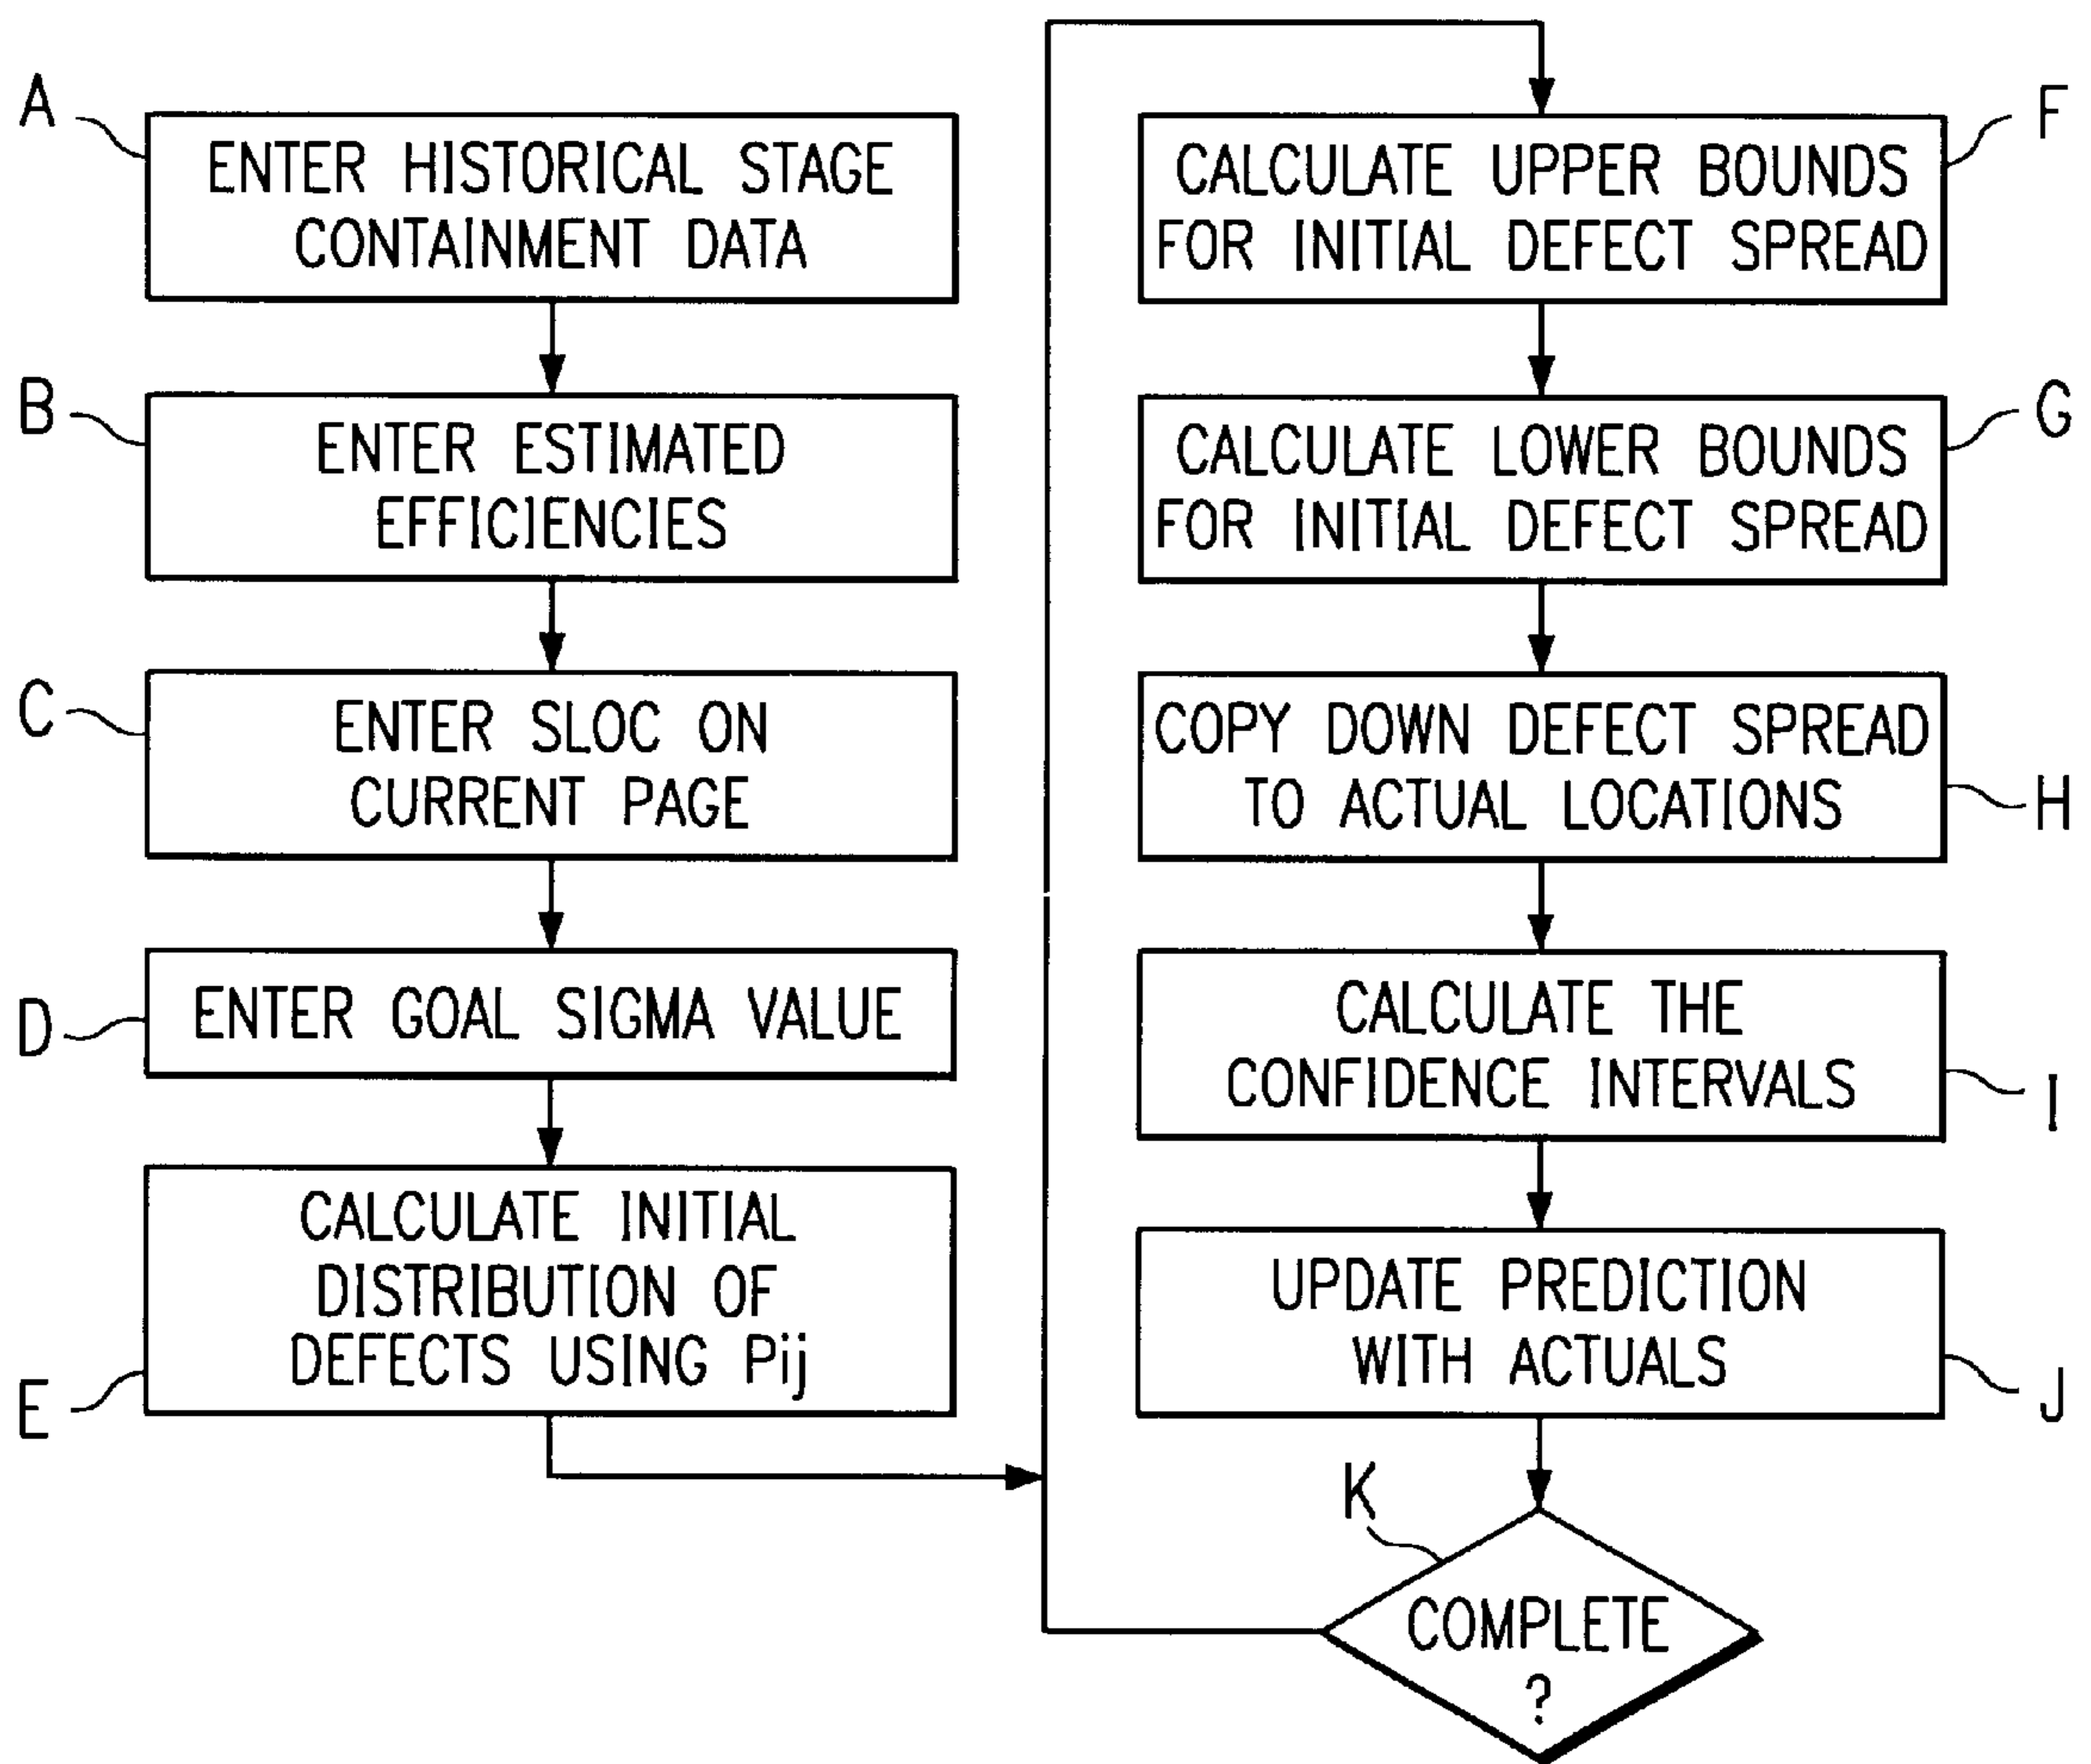 A
ENTER HISTORICAL STAGE
CONTAINMENT DATA
B
ENTER ESTIMATED
EFFICIENCIES
C
ENTER SLOC ON
CURRENT PAGE
D
ENTER GOAL SIGMA VALUE
E
CALCULATE INITIAL
DISTRIBUTION OF
DEFECTS USING Pij
F
CALCULATE UPPER BOUNDS
FOR INITIAL DEFECT SPREAD
G
CALCULATE LOWER BOUNDS
FOR INITIAL DEFECT SPREAD
H
COPY DOWN DEFECT SPREAD
TO ACTUAL LOCATIONS
I
CALCULATE THE
CONFIDENCE INTERVALS
J
UPDATE PREDICTION
WITH ACTUALS
K
COMPLETE
?